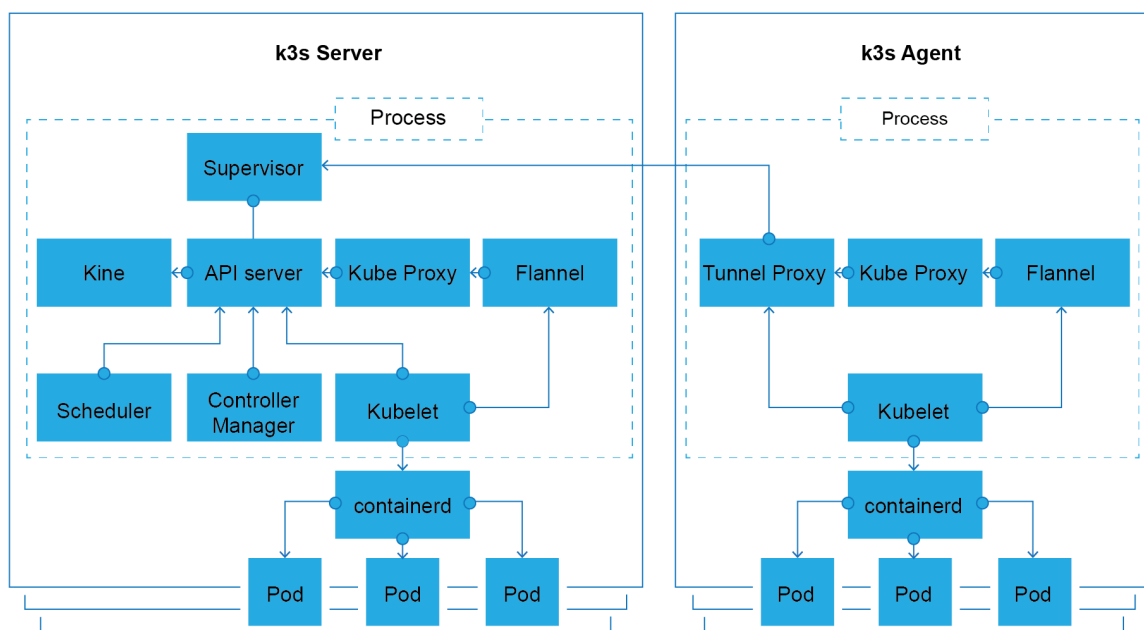 k3s Server
Process
Supervisor
Kine
API server
Kube Proxy
Flannel
Scheduler
Controller
Manager
Kubelet
containerd
Pod
Pod
Pod
k3s Agent
Process
Tunnel Proxy
Kube Proxy
Flannel
Kubelet
containerd
Pod
Pod
Pod